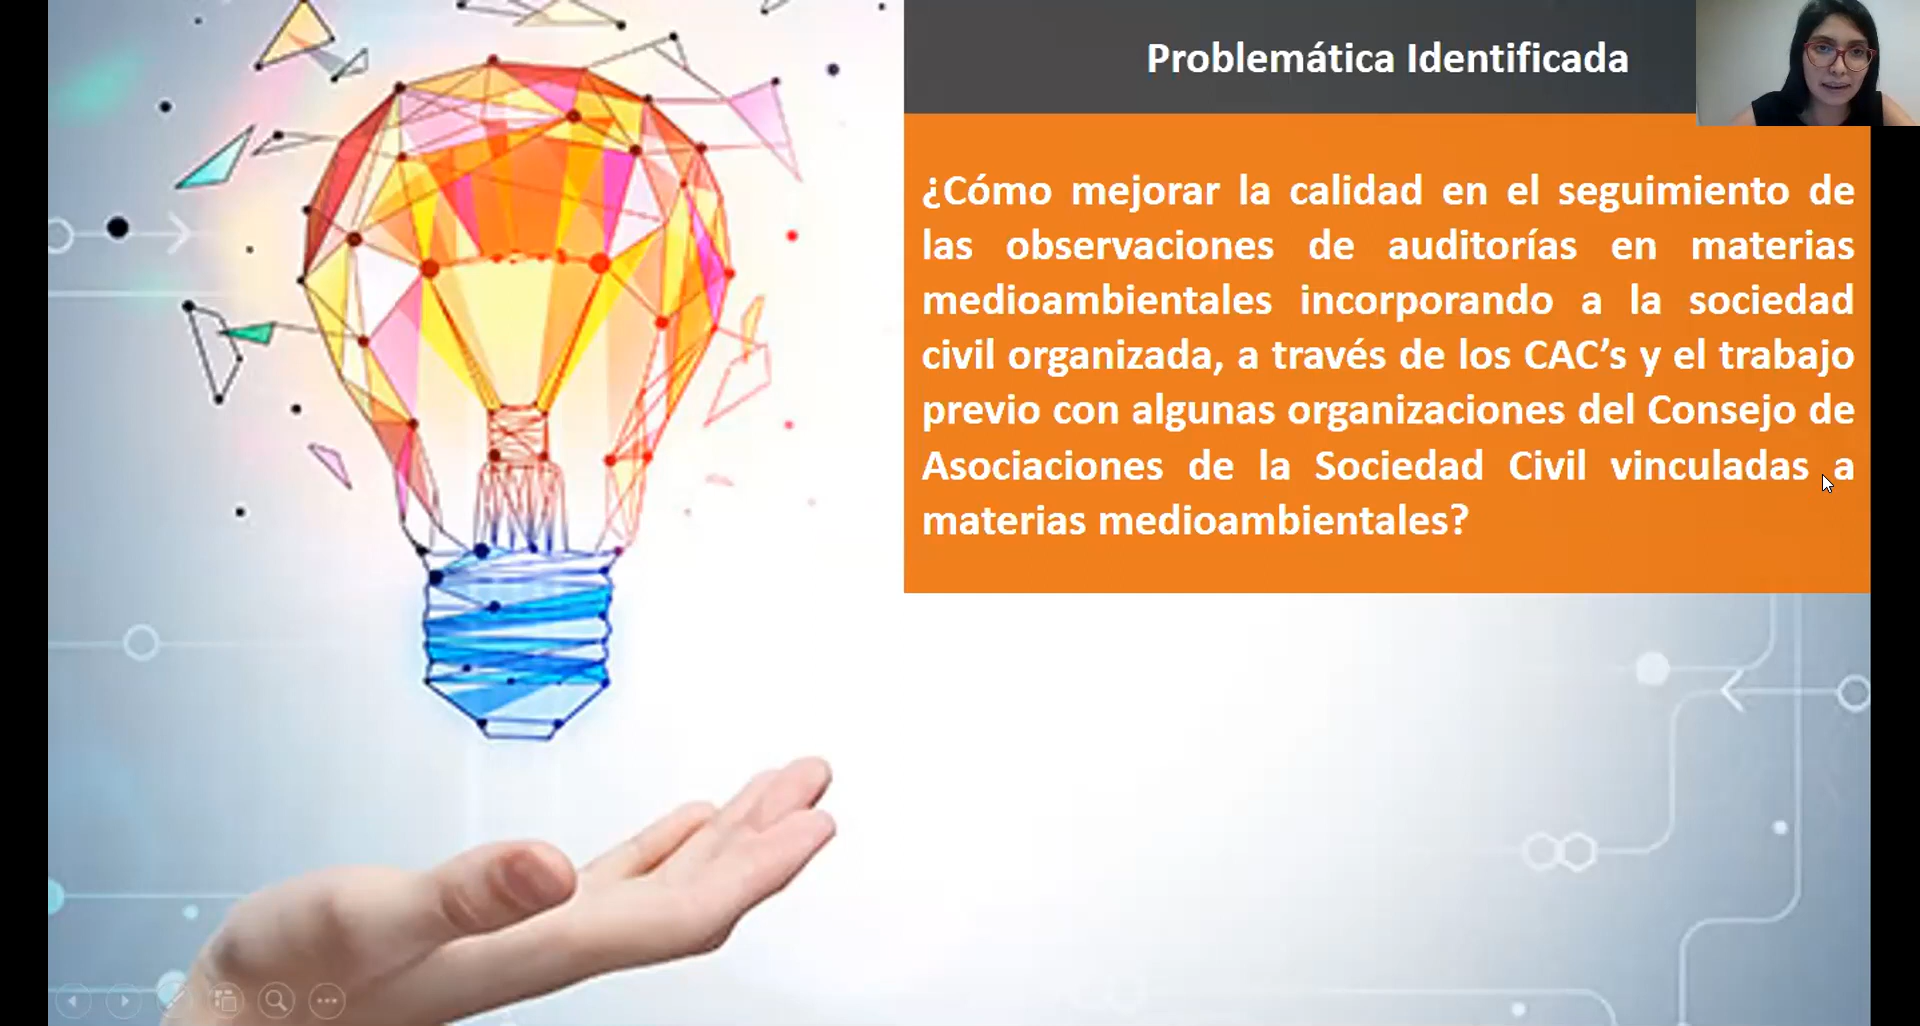 Problemática Identificada
¿Cómo mejorar la calidad en el seguimiento de
las observaciones de auditorías en materias
medioambientales incorporando a la sociedad
civil organizada, a través de los CAC’s y el trabajo
previo con algunas organizaciones del Consejo de
Asociaciones de la Sociedad Civil vinculadas a
materias medioambientales?